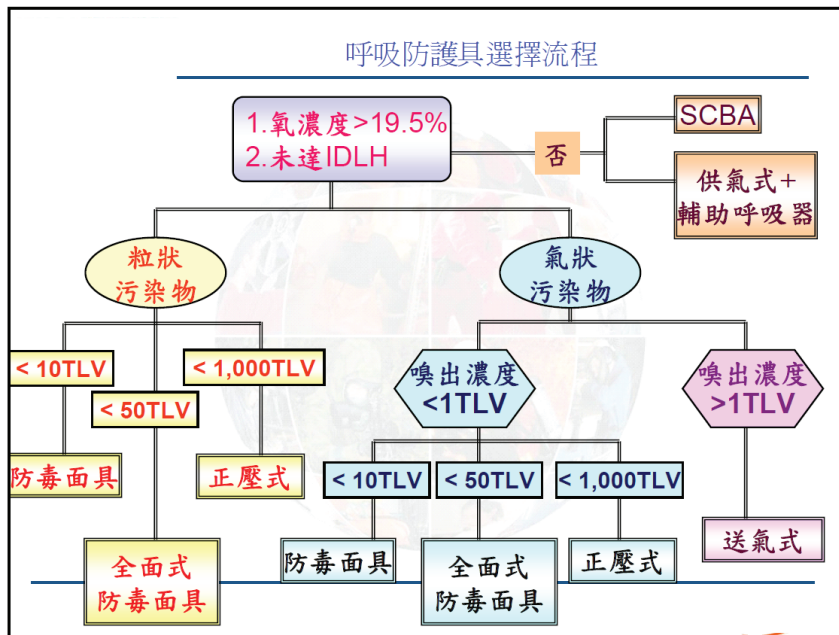 呼吸防護具選擇流程
1.氧濃度>19.5%
2.未達IDLH
否
SCBA
供氣式+
輔助呼吸器
粒狀
污染物
氣狀
污染物
< 10TLV
< 50TLV
< 1,000TLV
嗅出濃度
<1TLV
嗅出濃度
>1TLV
防毒面具
正壓式
< 10TLV
< 50TLV
< 1,000TLV
全面式
防毒面具
防毒面具
全面式
防毒面具
正壓式
送氣式